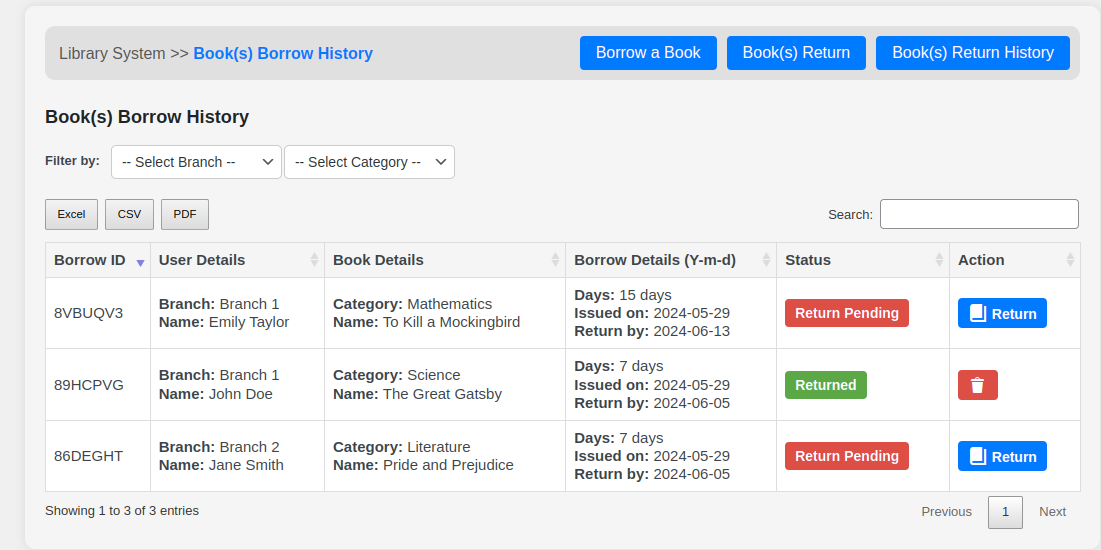 Library System >> Book(s) Borrow History
Borrow a Book
Book(s) Return
Book(s) Return History
Book(s) Borrow History
Filter by:
-- Select Branch --
-- Select Category --
Excel
CSV
PDF
Search:
Borrow ID
User Details
Book Details
Borrow Details (Y-m-d)
Status
Action
8VBUQV3
Branch: Branch 1
Name: Emily Taylor
Category: Mathematics
Name: To Kill a Mockingbird
Days: 15 days
Issued on: 2024-05-29
Return by: 2024-06-13
Return Pending
Return
89HCPVG
Branch: Branch 1
Name: John Doe
Category: Science
Name: The Great Gatsby
Days: 7 days
Issued on: 2024-05-29
Return by: 2024-06-05
Returned
86DEGHT
Branch: Branch 2
Name: Jane Smith
Category: Literature
Name: Pride and Prejudice
Days: 7 days
Issued on: 2024-05-29
Return by: 2024-06-05
Return Pending
Return
Showing 1 to 3 of 3 entries
Previous
1
Next